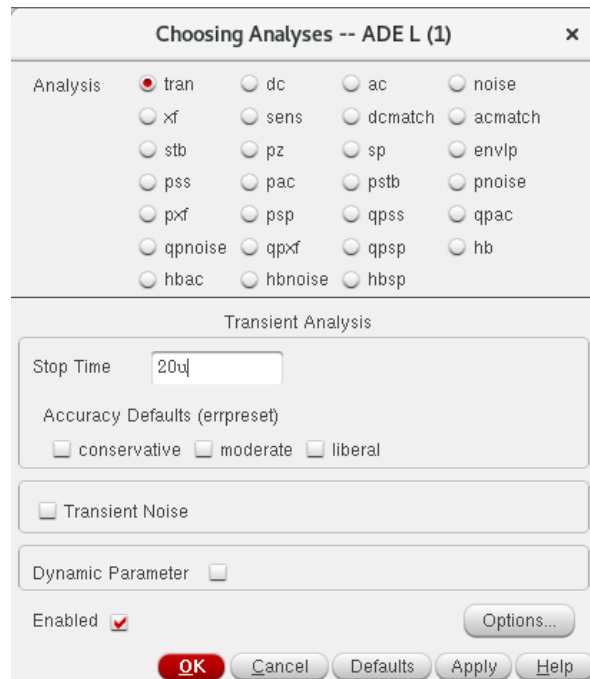 Choosing Analyses -- ADE L (1)
Analysis tran dc ac noise
xf sens dcmatch acmatch
stb pz sp envlp
pss pac pstb pnoise
pxf psp qpss qpac
qpnoise qpxf qpsp hb
hbac hbnoise hbsp
Transient Analysis
Stop Time 20u
Accuracy Defaults (errpreset)
conservative moderate liberal
Transient Noise
Dynamic Parameter
Enabled Options...
OK Cancel Defaults Apply Help